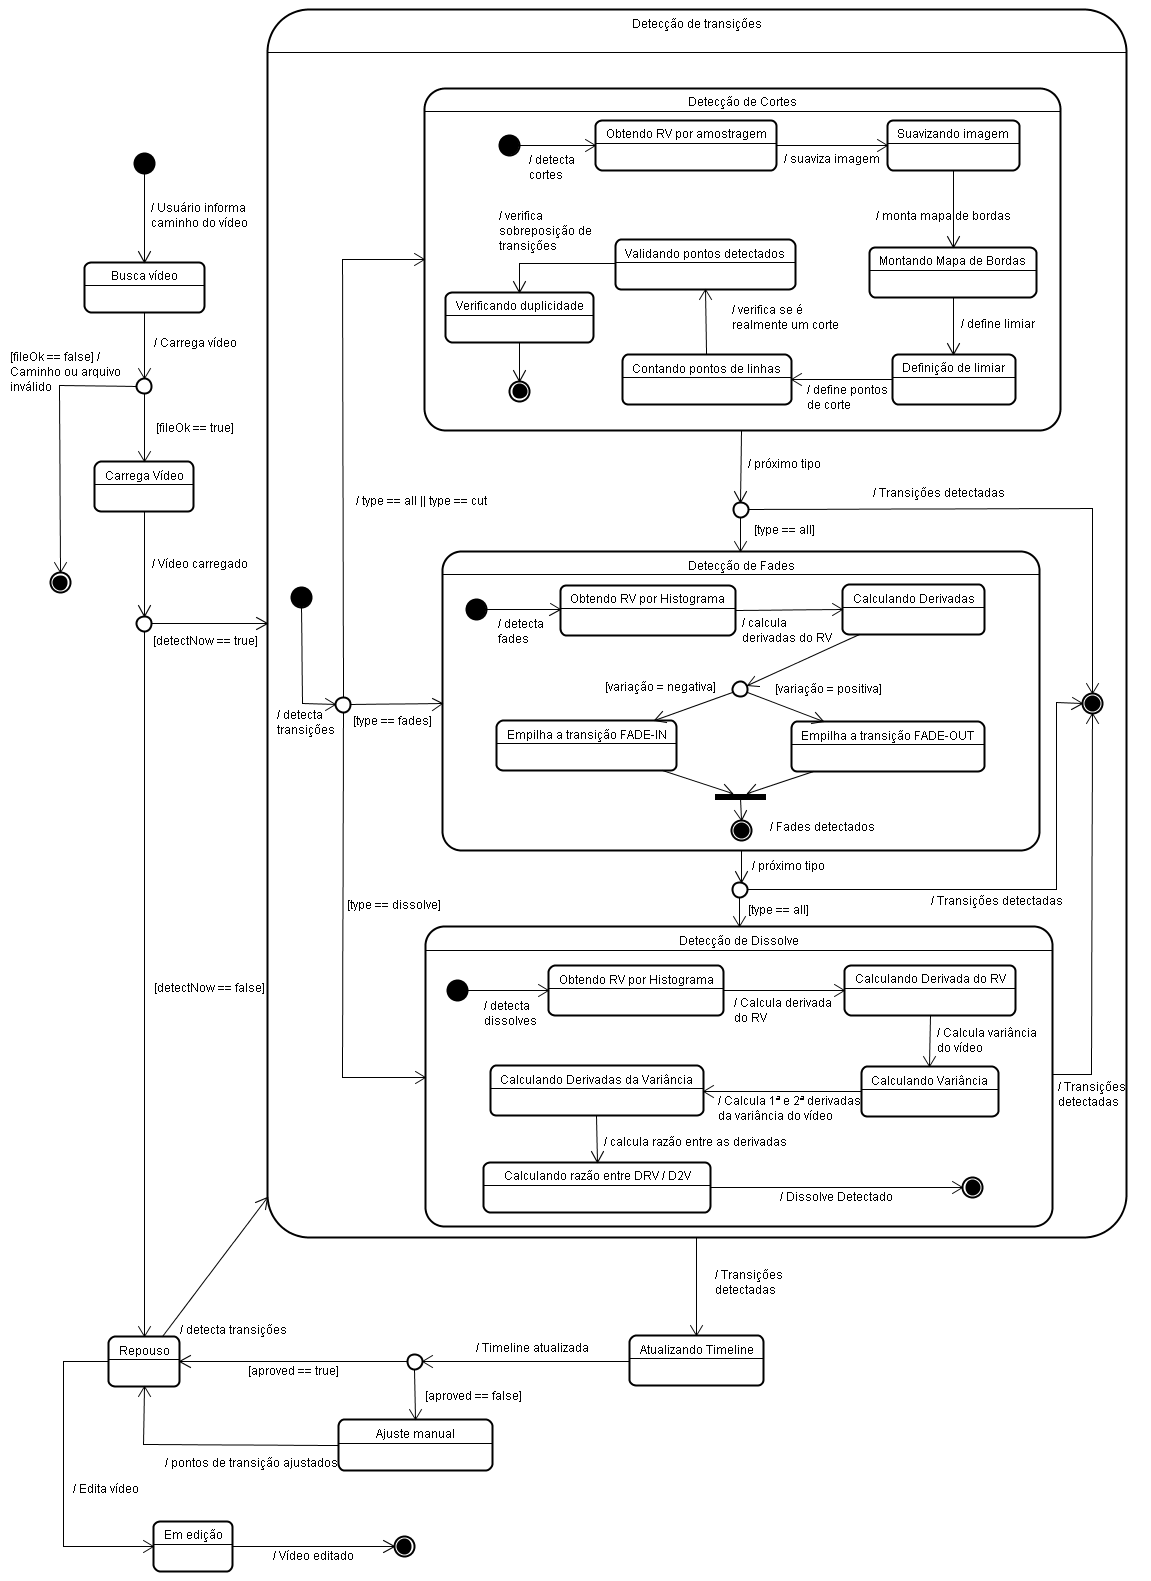 Detecção de transições
Detecção de Cortes
Obtendo RV por amostragem
Suavizando imagem
/ detecta
cortes
/ suaviza imagem
/ Usuário informa
caminho do vídeo
/ verifica
sobreposição de
transições
/ monta mapa de bordas
Validando pontos detectados
Montando Mapa de Bordas
Busca vídeo
Verificando duplicidade
/ verifica se é
realmente um corte
/ define limiar
/ Carrega vídeo
[fileOk == false] /
Caminho ou arquivo
inválido
Contando pontos de linhas
Definição de limiar
/ define pontos
de corte
[fileOk == true]
/ próximo tipo
Carrega Vídeo
/ type == all || type == cut
/ Transições detectadas
[type == all]
/ Vídeo carregado
Detecção de Fades
Obtendo RV por Histograma
Calculando Derivadas
/ detecta
fades
/ calcula
derivadas do RV
[detectNow == true]
[variação = negativa]
[variação = positiva]
/ detecta
transições
[type == fades]
Empilha a transição FADE-IN
Empilha a transição FADE-OUT
/ Fades detectados
/ próximo tipo
[type == dissolve]
[type == all]
/ Transições detectadas
Detecção de Dissolve
Obtendo RV por Histograma
Calculando Derivada do RV
[detectNow == false]
/ detecta
dissolves
/ Calcula derivada
do RV
/ Calcula variância
do vídeo
Calculando Derivadas da Variância
Calculando Variância
/ Transições
detectadas
/ Calcula 1ª e 2ª derivadas
da variância do vídeo
/ calcula razão entre as derivadas
Calculando razão entre DRV / D2V
/ Dissolve Detectado
/ Transições
detectadas
/ detecta transições
Repouso
/ Timeline atualizada
Atualizando Timeline
[aproved == true]
[aproved == false]
Ajuste manual
/ pontos de transição ajustados
/ Edita vídeo
Em edição
/ Vídeo editado